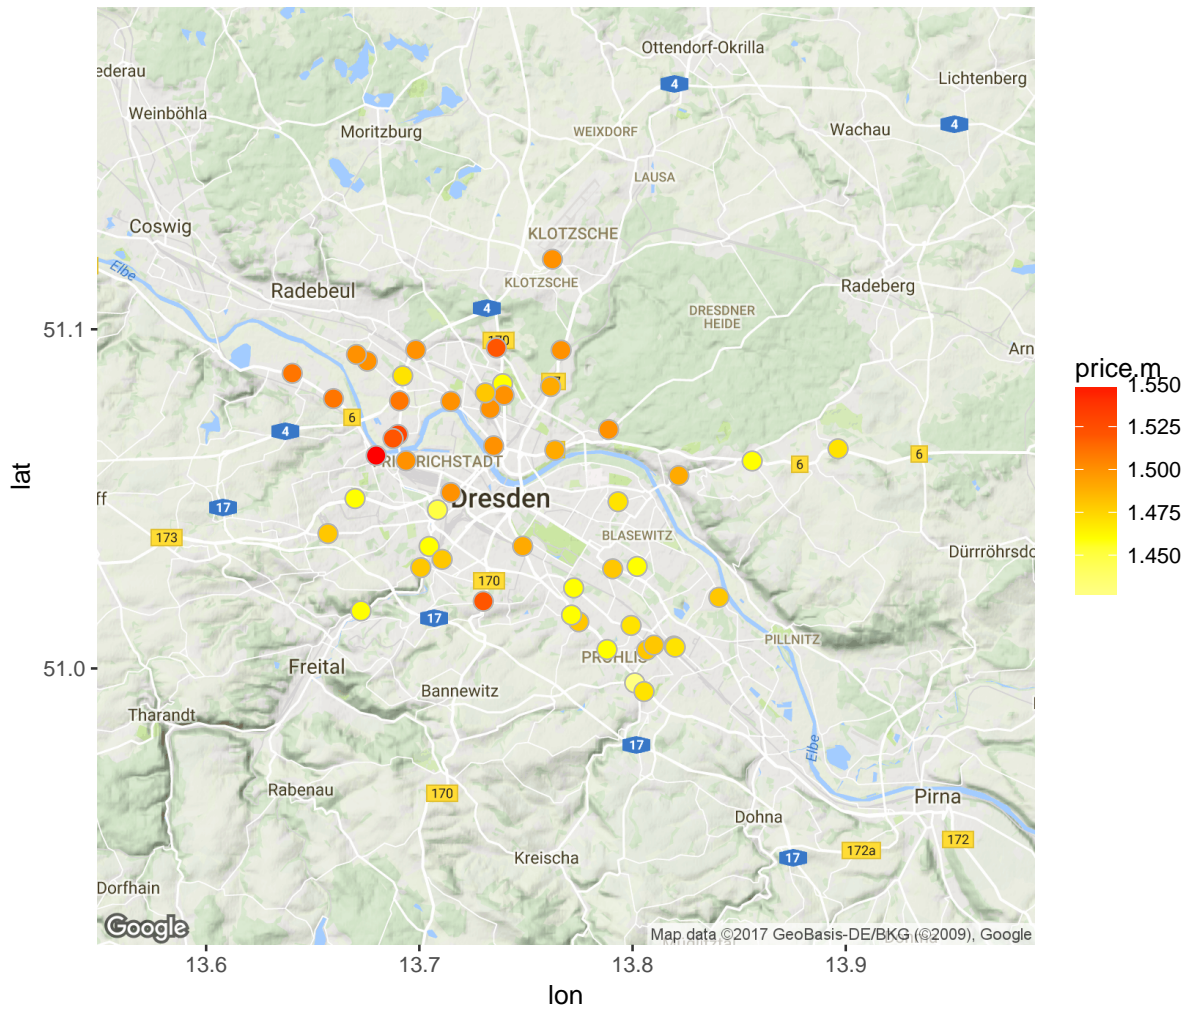 Ottendorf-Okrilla
ederau
4
Lichtenberg
Weinböhla
4
Moritzburg
WEIXDORF
Wachau
LAUSA
Coswig
KLOTZSCHE
Elbe
KLOTZSCHE
Radebeul
Radeberg
4
DRESDNER
HEIDE
51.1
170
Arn
price.m
1.550
6
1.525
4
6
6
FRIEDRICHSTADT
1.500
ff
17
Dresden
1.475
173
BLASEWITZ
Dürrröhrsdo
1.450
170
17
PILLNITZ
lat
51.0
Freital
PROHLIS
Bannewitz
Tharandt
17
Elbe
Rabenau
170
Pirna
Dohna
172
172a
Kreischa
17
Dorfhain
Google
Map data ©2017 GeoBasis-DE/BKG (©2009), Google
13.6
13.7
13.8
13.9
lon